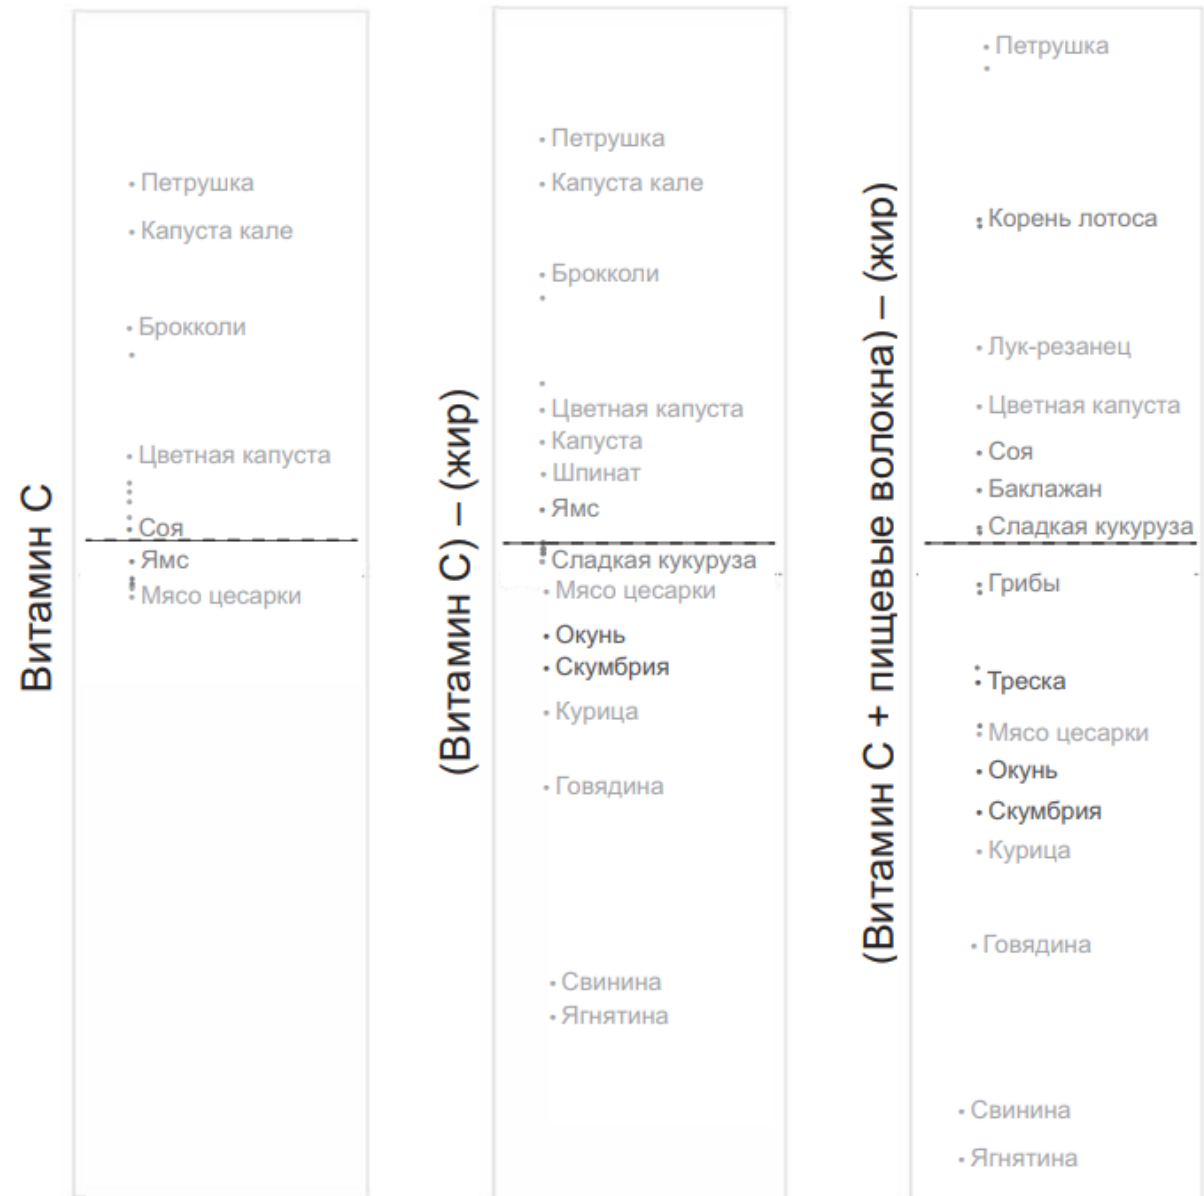 Витамин С
Петрушка
Капуста кале
Брокколи
Цветная капуста
Соя
Ямс
Мясо цесарки
(Витамин С) – (жир)
Петрушка
Капуста кале
Брокколи
Цветная капуста
Капуста
Шпинат
Ямс
Сладкая кукуруза
Мясо цесарки
Окунь
Скумбрия
Курица
Говядина
Свинина
Ягнятина
(Витамин С + пищевые волокна) – (жир)
Петрушка
Корень лотоса
Лук-резанец
Цветная капуста
Соя
Баклажан
Сладкая кукуруза
Грибы
Треска
Мясо цесарки
Окунь
Скумбрия
Курица
Говядина
Свинина
Ягнятина